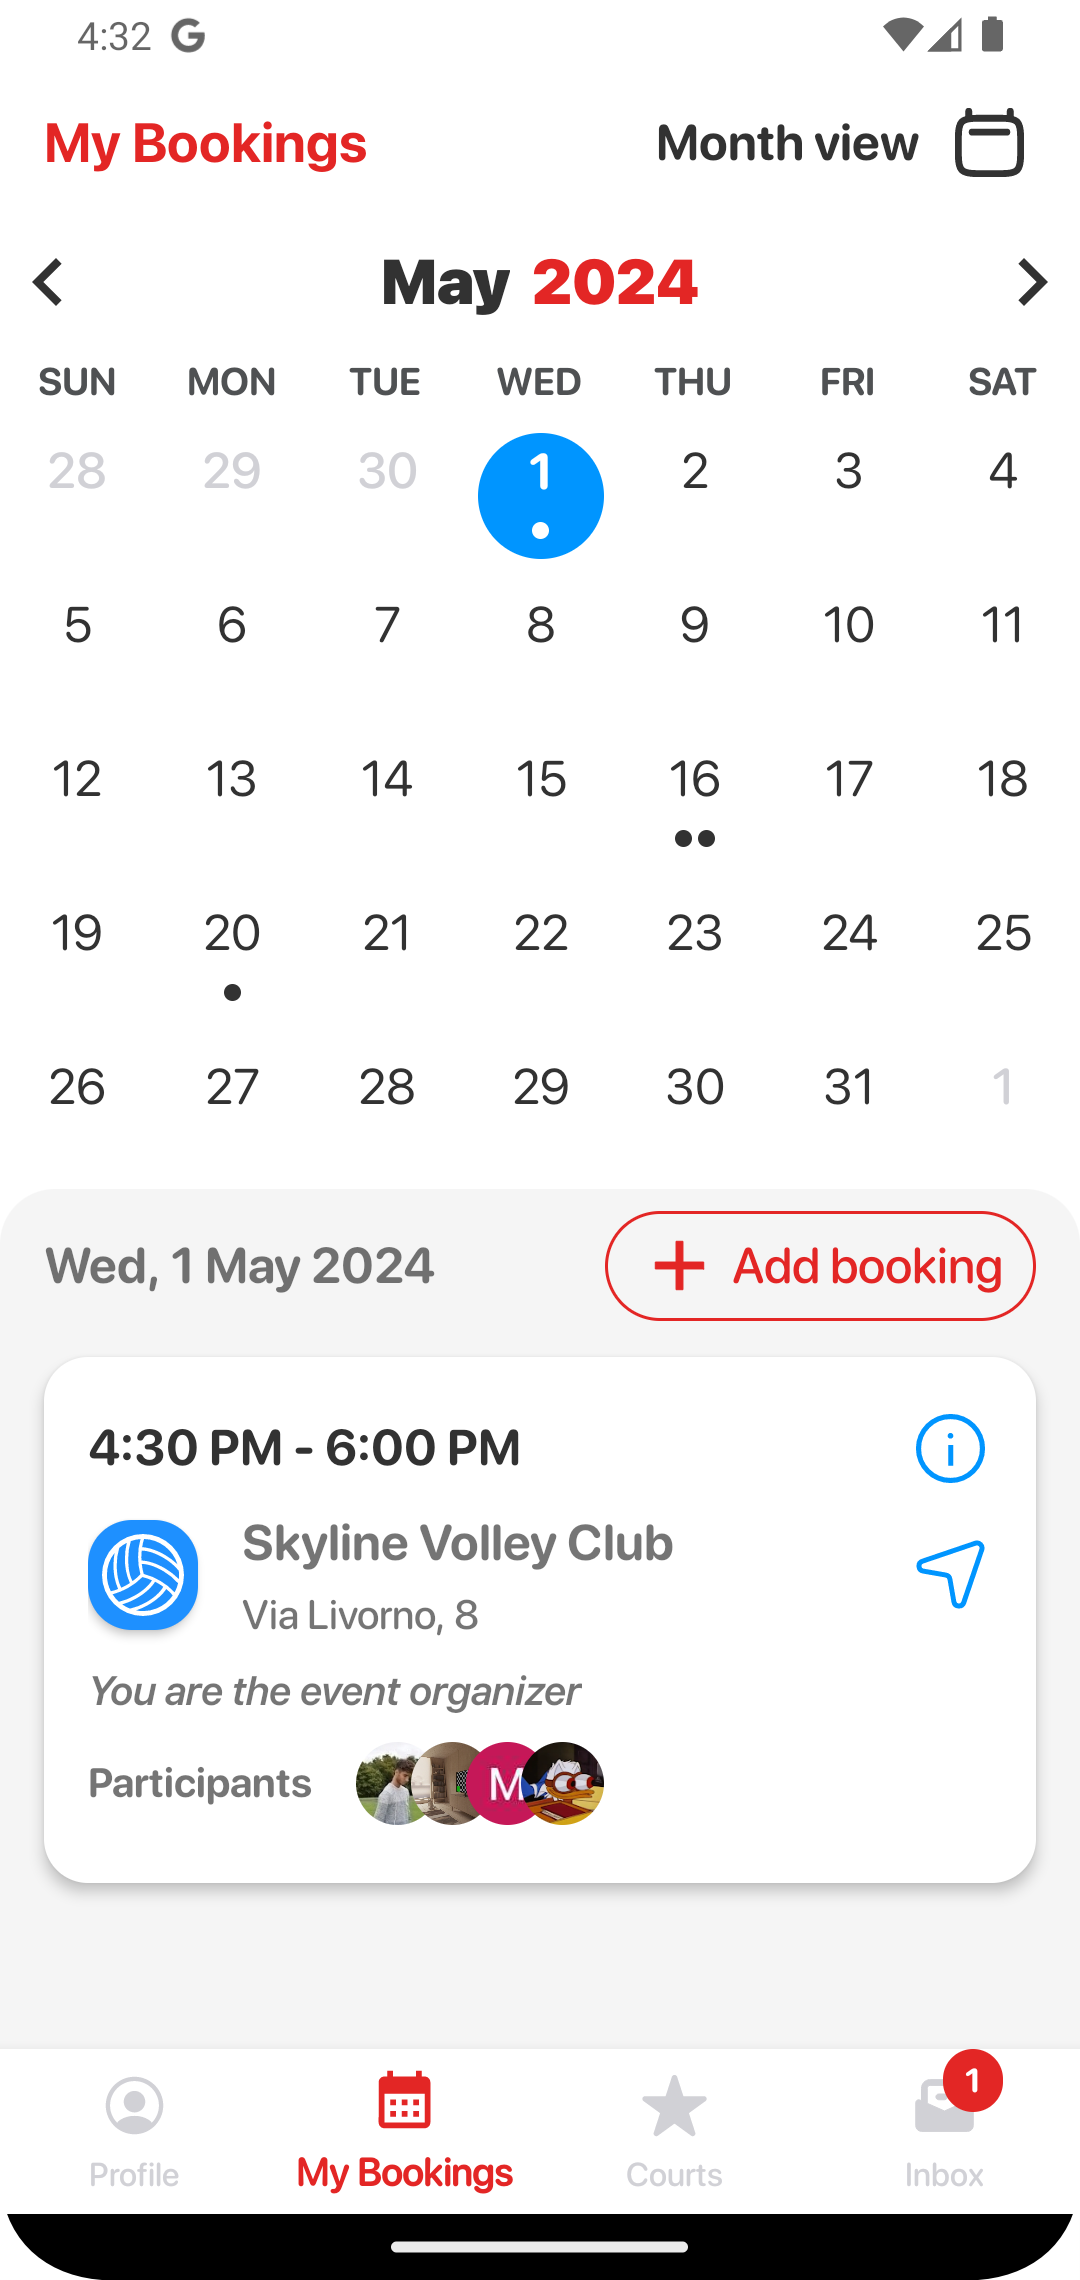 4:32
My Bookings Month view
May 2024
SUN MON TUE WED THU FRI SAT
28 29 30 1 2 3 4
5 6 7 8 9 10 11
12 13 14 15 16 17 18
19 20 21 22 23 24 25
26 27 28 29 30 31 1
Wed, 1 May 2024 + Add booking
4:30 PM - 6:00 PM
Skyline Volley Club
Via Livorno, 8
You are the event organizer
Participants M
1
Profile My Bookings Courts Inbox